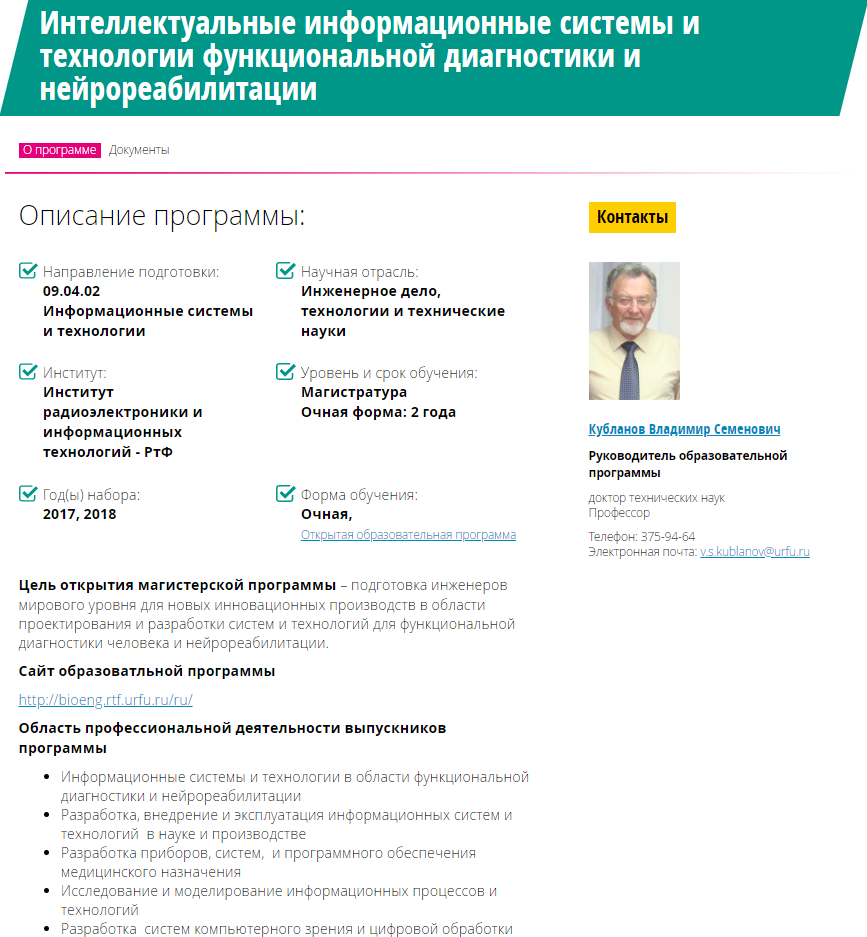 Интеллектуальные информационные системы и
технологии функциональной диагностики и
нейрореабилитации
О программе Документы
Описание программы:
Направление подготовки:
09.04.02
Информационные системы
и технологии
Научная отрасль:
Инженерное дело,
технологии и технические
науки
Институт:
Институт
радиоэлектроники и
информационных
технологий - РтФ
Уровень и срок обучения:
Магистратура
Очная форма: 2 года
Год(ы) набора:
2017, 2018
Форма обучения:
Очная,
Открытая образовательная программа
Цель открытия магистерской программы – подготовка инженеров
мирового уровня для новых инновационных производств в области
проектирования и разработки систем и технологий для функциональной
диагностики человека и нейрореабилитации.
Сайт образоватльной программы
http://bioeng.rtf.urfu.ru/ru/
Область профессиональной деятельности выпускников
программы
• Информационные системы и технологии в области функциональной
диагностики и нейрореабилитации
• Разработка, внедрение и эксплуатация информационных систем и
технологий в науке и производстве
• Разработка приборов, систем, и программного обеспечения
медицинского назначения
• Исследование и моделирование информационных процессов и
технологий
• Разработка систем компьютерного зрения и цифровой обработки
Контакты
Кубланов Владимир Семенович
Руководитель образовательной
программы
доктор технических наук
Профессор
Телефон: 375-94-64
Электронная почта: v.s.kublanov@urfu.ru